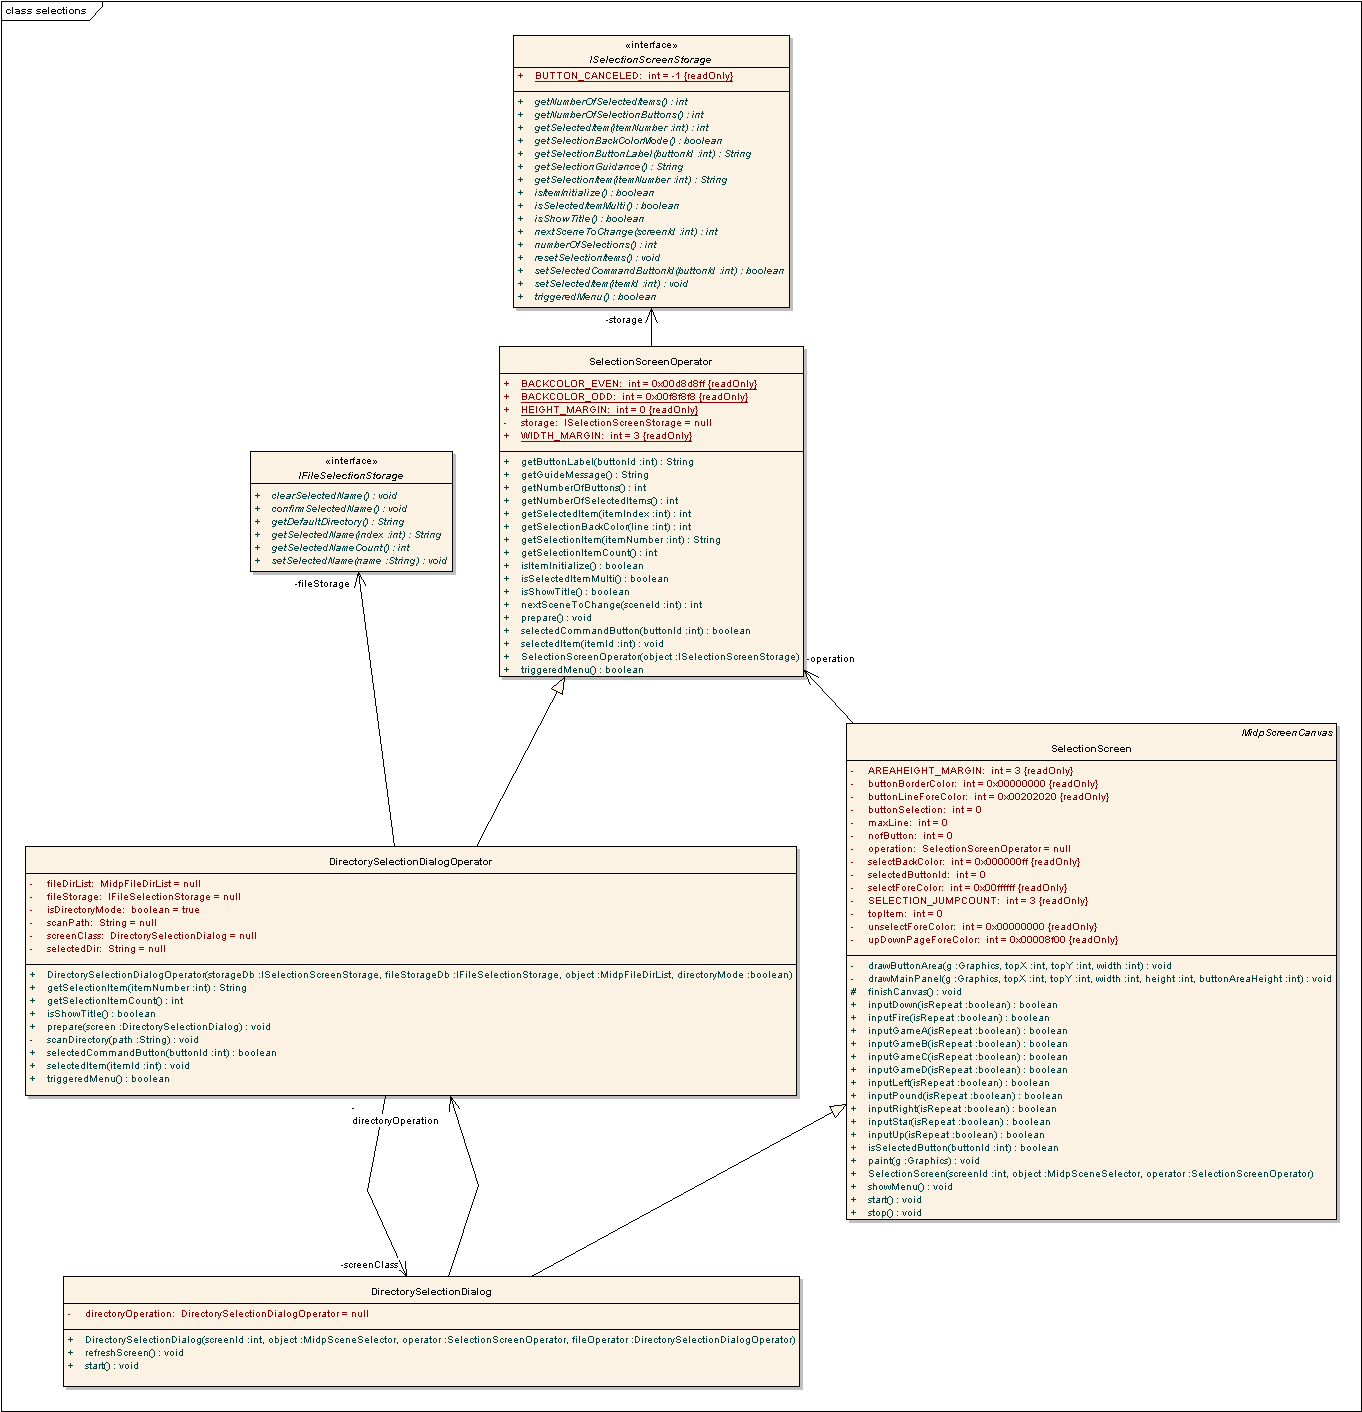 class selections
«interface»
ISelectionScreenStorage
+ BUTTON_CANCELED: int = -1 {readOnly}
+ getNumberOfSelectedItems() : int
+ getNumberOfSelectionButtons() : int
+ getSelectedItem(itemNumber :int) : int
+ getSelectionBackColorMode() : boolean
+ getSelectionButtonLabel(buttonId :int) : String
+ getSelectionGuidance() : String
+ getSelectionItem(itemNumber :int) : String
+ isItemInitialize() : boolean
+ isSelectedItemMulti() : boolean
+ isShowTitle() : boolean
+ nextSceneToChange(screenId :int) : int
+ numberOfSelections() : int
+ resetSelectionItems() : void
+ setSelectedCommandButtonId(buttonId :int) : boolean
+ setSelectedItem(itemId :int) : void
+ triggeredMenu() : boolean
-storage
SelectionScreenOperator
+ BACKCOLOR_EVEN: int = 0x00d8d8ff {readOnly}
+ BACKCOLOR_ODD: int = 0x00f8f8f8 {readOnly}
+ HEIGHT_MARGIN: int = 0 {readOnly}
- storage: ISelectionScreenStorage = null
+ WIDTH_MARGIN: int = 3 {readOnly}
+ getButtonLabel(buttonId :int) : String
+ getGuideMessage() : String
+ getNumberOfButtons() : int
+ getNumberOfSelectedItems() : int
+ getSelectedItem(itemIndex :int) : int
+ getSelectionBackColor(line :int) : int
+ getSelectionItem(itemNumber :int) : String
+ getSelectionItemCount() : int
+ isItemInitialize() : boolean
+ isSelectedItemMulti() : boolean
+ isShowTitle() : boolean
+ nextSceneToChange(sceneId :int) : int
+ prepare() : void
+ selectedCommandButton(buttonId :int) : boolean
+ selectedItem(itemId :int) : void
+ SelectionScreenOperator(object :ISelectionScreenStorage)
+ triggeredMenu() : boolean
«interface»
IFileSelectionStorage
+ clearSelectedName() : void
+ confirmSelectedName() : void
+ getDefaultDirectory() : String
+ getSelectedName(index :int) : String
+ getSelectedNameCount() : int
+ setSelectedName(name :String) : void
-fileStorage
-operation
MidpScreenCanvas
SelectionScreen
- AREAHEIGHT_MARGIN: int = 3 {readOnly}
- buttonBorderColor: int = 0x00000000 {readOnly}
- buttonLineForeColor: int = 0x00202020 {readOnly}
- buttonSelection: int = 0
- maxLine: int = 0
- nofButton: int = 0
- operation: SelectionScreenOperator = null
- selectBackColor: int = 0x000000ff {readOnly}
- selectedButtonId: int = 0
- selectForeColor: int = 0x00ffffff {readOnly}
- SELECTION_JUMPCOUNT: int = 3 {readOnly}
- topItem: int = 0
- unselectForeColor: int = 0x00000000 {readOnly}
- upDownPageForeColor: int = 0x00008f00 {readOnly}
- drawButtonArea(g :Graphics, topX :int, topY :int, width :int) : void
- drawMainPanel(g :Graphics, topX :int, topY :int, width :int, height :int, buttonAreaHeight :int) : void
# finishCanvas() : void
+ inputDown(isRepeat :boolean) : boolean
+ inputFire(isRepeat :boolean) : boolean
+ inputGameA(isRepeat :boolean) : boolean
+ inputGameB(isRepeat :boolean) : boolean
+ inputGameC(isRepeat :boolean) : boolean
+ inputGameD(isRepeat :boolean) : boolean
+ inputLeft(isRepeat :boolean) : boolean
+ inputPound(isRepeat :boolean) : boolean
+ inputRight(isRepeat :boolean) : boolean
+ inputStar(isRepeat :boolean) : boolean
+ inputUp(isRepeat :boolean) : boolean
+ isSelectedButton(buttonId :int) : boolean
+ paint(g :Graphics) : void
+ SelectionScreen(screenId :int, object :MidpSceneSelector, operator :SelectionScreenOperator)
+ showMenu() : void
+ start() : void
+ stop() : void
DirectorySelectionDialogOperator
- fileDirList: MidpFileDirList = null
- fileStorage: IFileSelectionStorage = null
- isDirectoryMode: boolean = true
- scanPath: String = null
- screenClass: DirectorySelectionDialog = null
- selectedDir: String = null
+ DirectorySelectionDialogOperator(storageDb :ISelectionScreenStorage, fileStorageDb :IFileSelectionStorage, object :MidpFileDirList, directoryMode :boolean)
+ getSelectionItem(itemNumber :int) : String
+ getSelectionItemCount() : int
+ isShowTitle() : boolean
+ prepare(screen :DirectorySelectionDialog) : void
- scanDirectory(path :String) : void
+ selectedCommandButton(buttonId :int) : boolean
+ selectedItem(itemId :int) : void
+ triggeredMenu() : boolean
-
directoryOperation
-screenClass
DirectorySelectionDialog
- directoryOperation: DirectorySelectionDialogOperator = null
+ DirectorySelectionDialog(screenId :int, object :MidpSceneSelector, operator :SelectionScreenOperator, fileOperator :DirectorySelectionDialogOperator)
+ refreshScreen() : void
+ start() : void